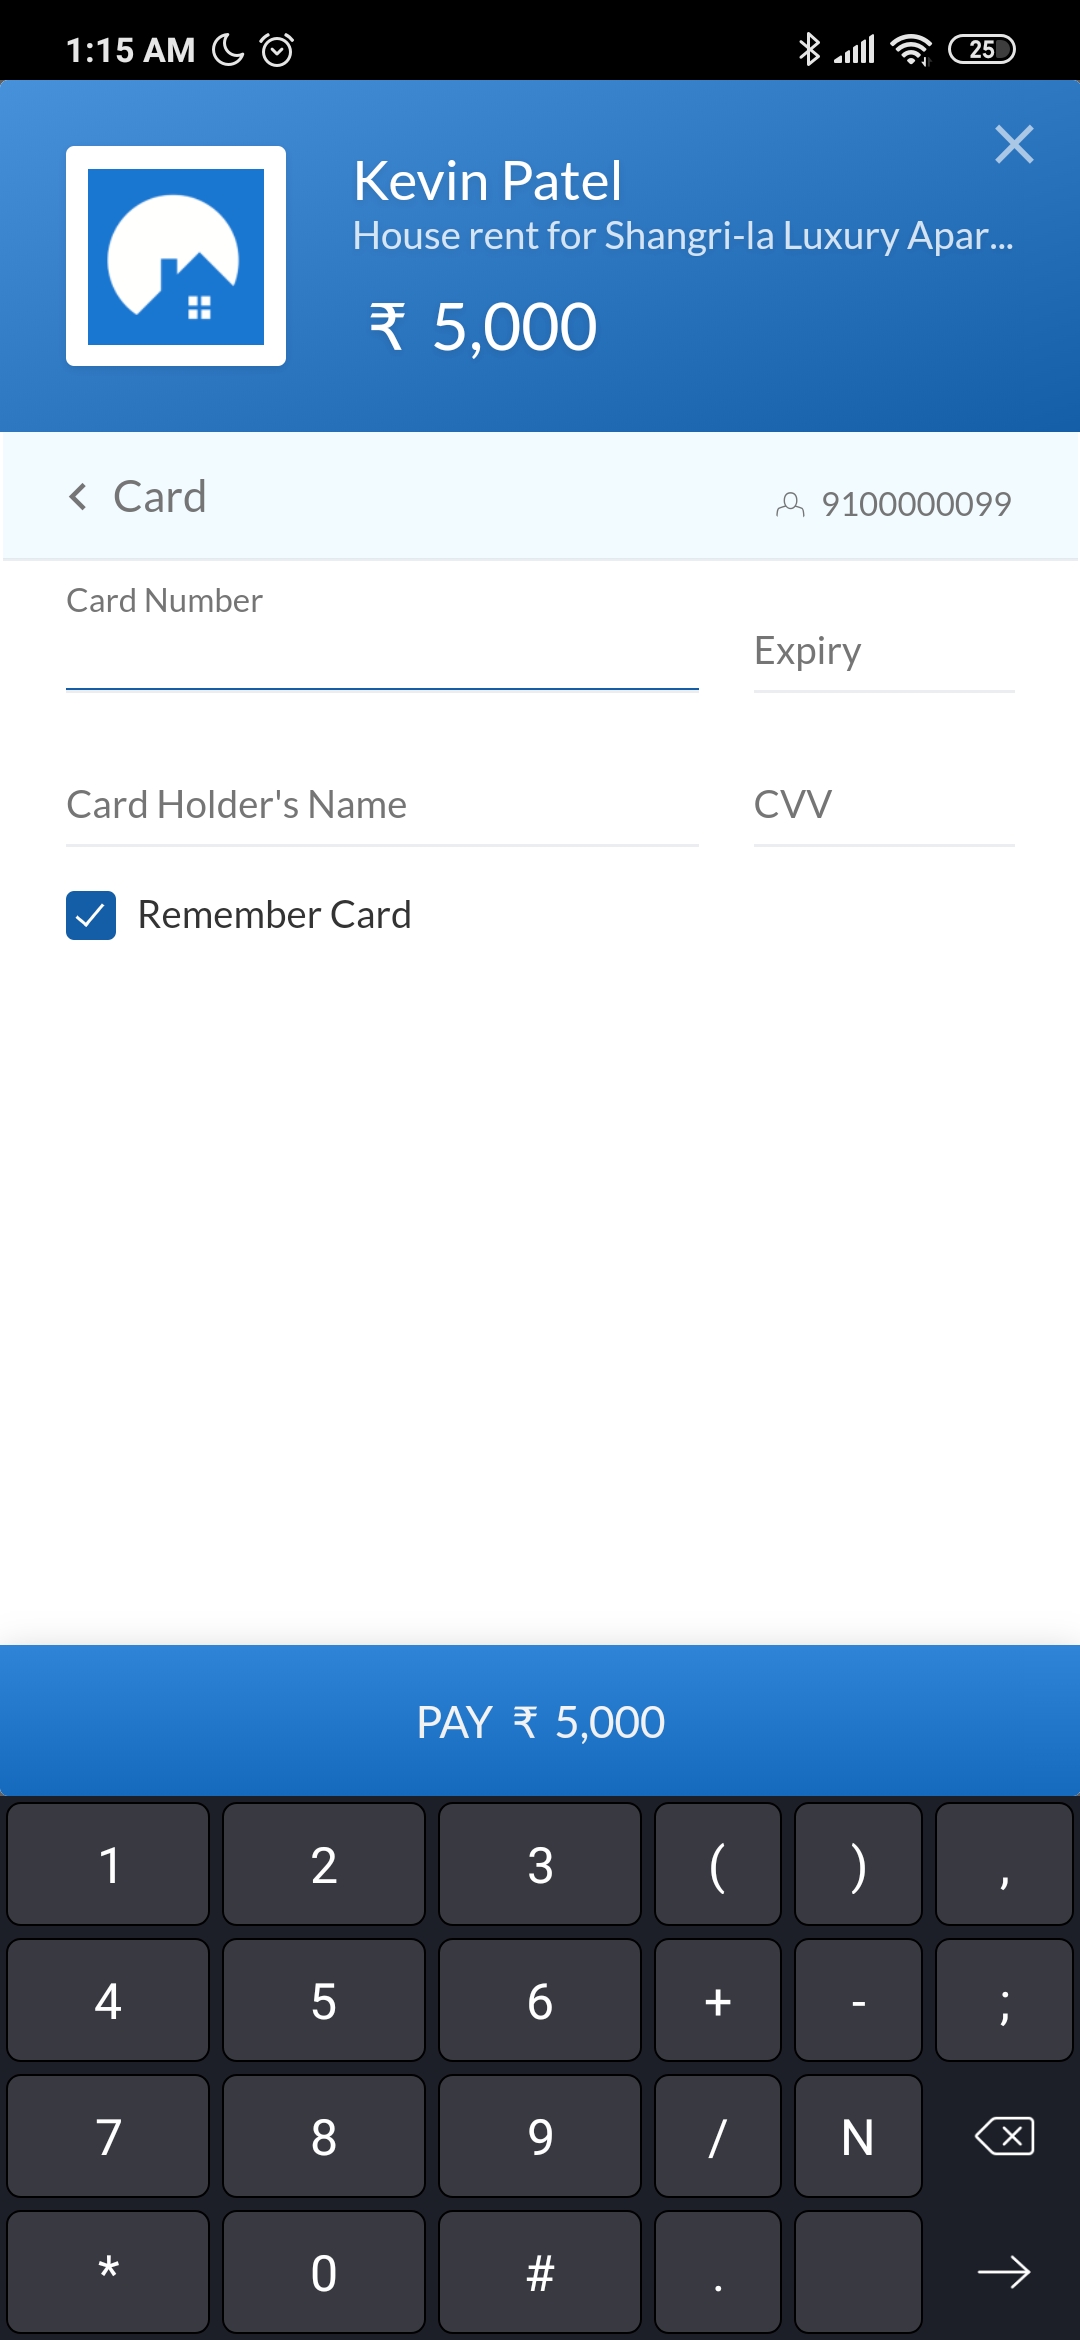 1:15 AM 25
Kevin Patel
House rent for Shangri-la Luxury Apar...
₹ 5,000
Card 9100000099
Card Number
Expiry
Card Holder's Name CVV
Remember Card
PAY ₹ 5,000
1 2 3 ( ) ,
4 5 6 + - ;
7 8 9 / N
* 0 # .